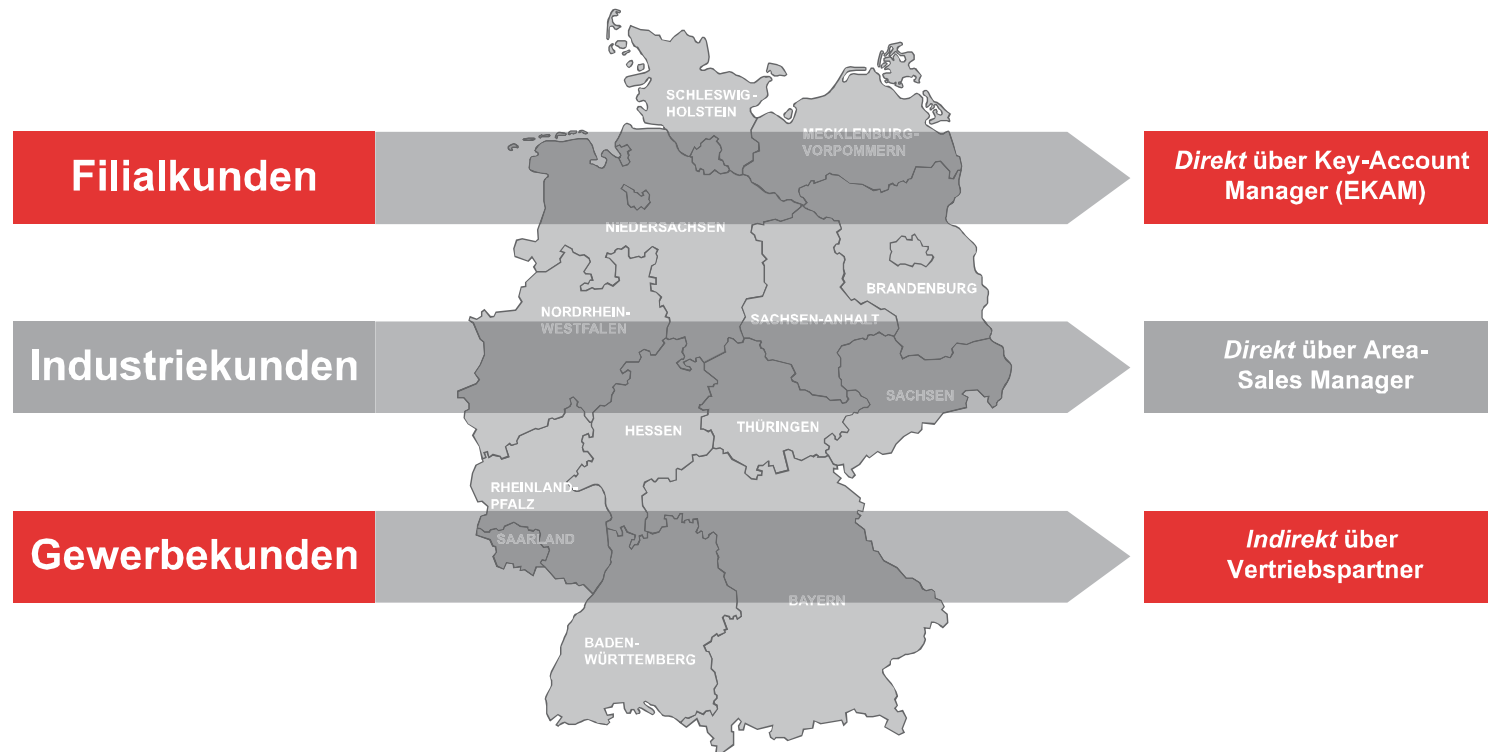 SCHLESWIG-
HOLSTEIN
MECKLENBURG-
VORPOMMERN
Filialkunden
Direkt über Key-Account
Manager (EKAM)
NIEDERSACHSEN
BRANDENBURG
NORDRHEIN-
WESTFALEN
SACHSEN-ANHALT
Industriekunden
Direkt über Area-
Sales Manager
SACHSEN
HESSEN
THÜRINGEN
RHEINLAND-
PFALZ
SAARLAND
Gewerbekunden
Indirekt über
Vertriebspartner
BAYERN
BADEN-
WÜRTTEMBERG